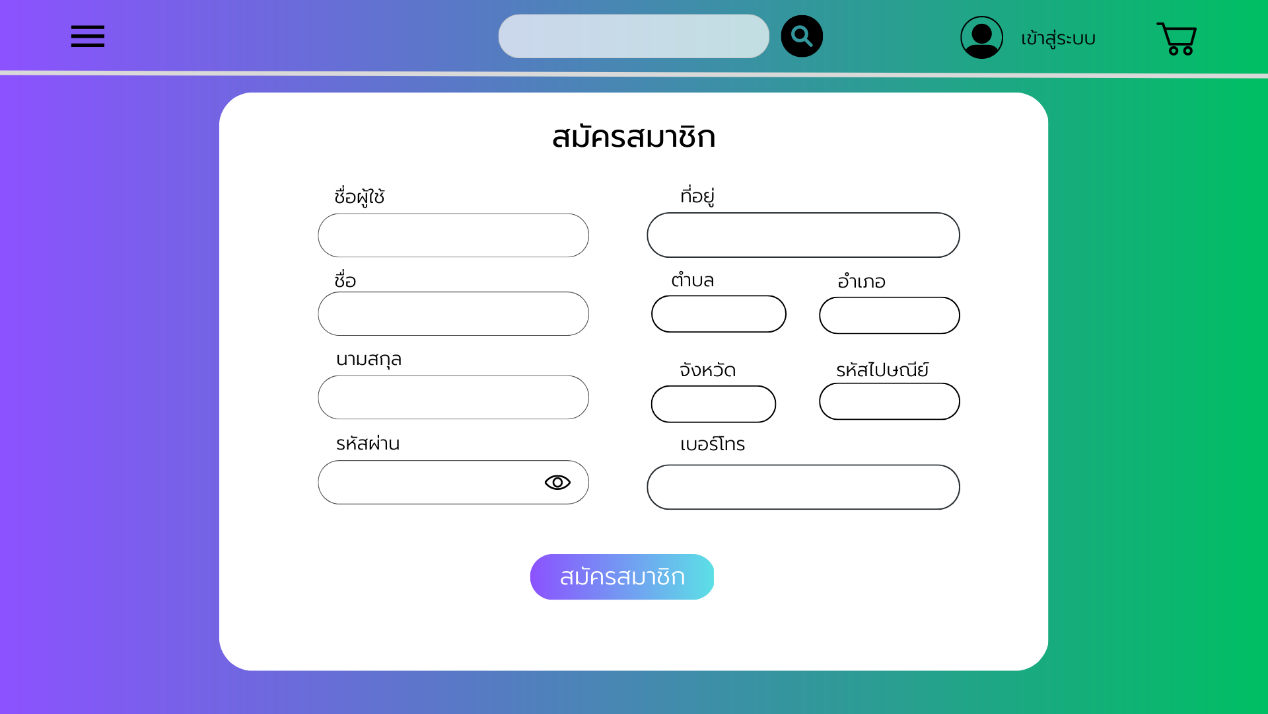 เข้าสู่ระบบ
สมัครสมาชิก
ชื่อผู้ใช้
ที่อยู่
ชื่อ
ตำบล
อำเภอ
นามสกุล
จังหวัด
รหัสไปษณีย์
รหัสผ่าน
เบอร์โทร
สมัครสมาชิก